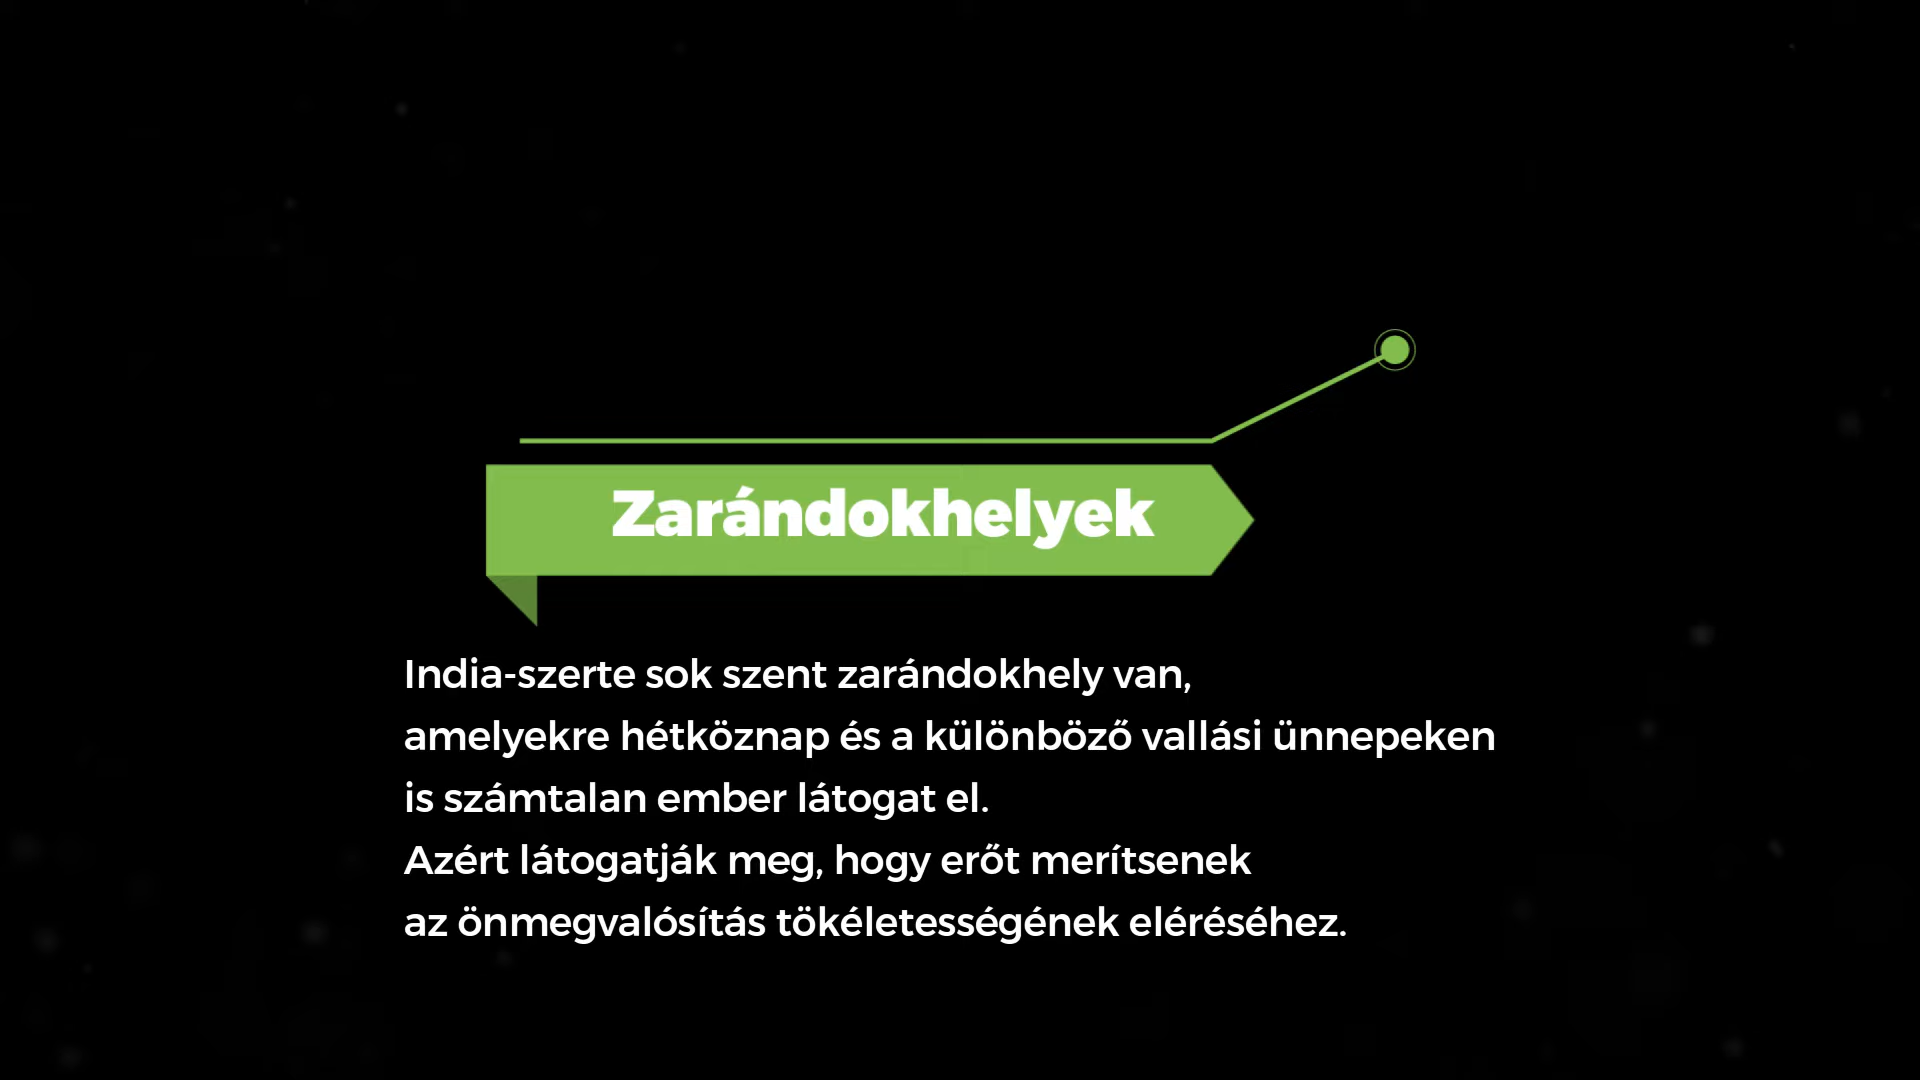 Zarándokhelyek
India-szerte sok szent zarándokhely van,
amelyekre hétköznap és a különböző vallási ünnepeken
is számtalan ember látogat el.
Azért látogatják meg, hogy erőt merítsenek
az önmegvalósítás tökéletességének eléréséhez.